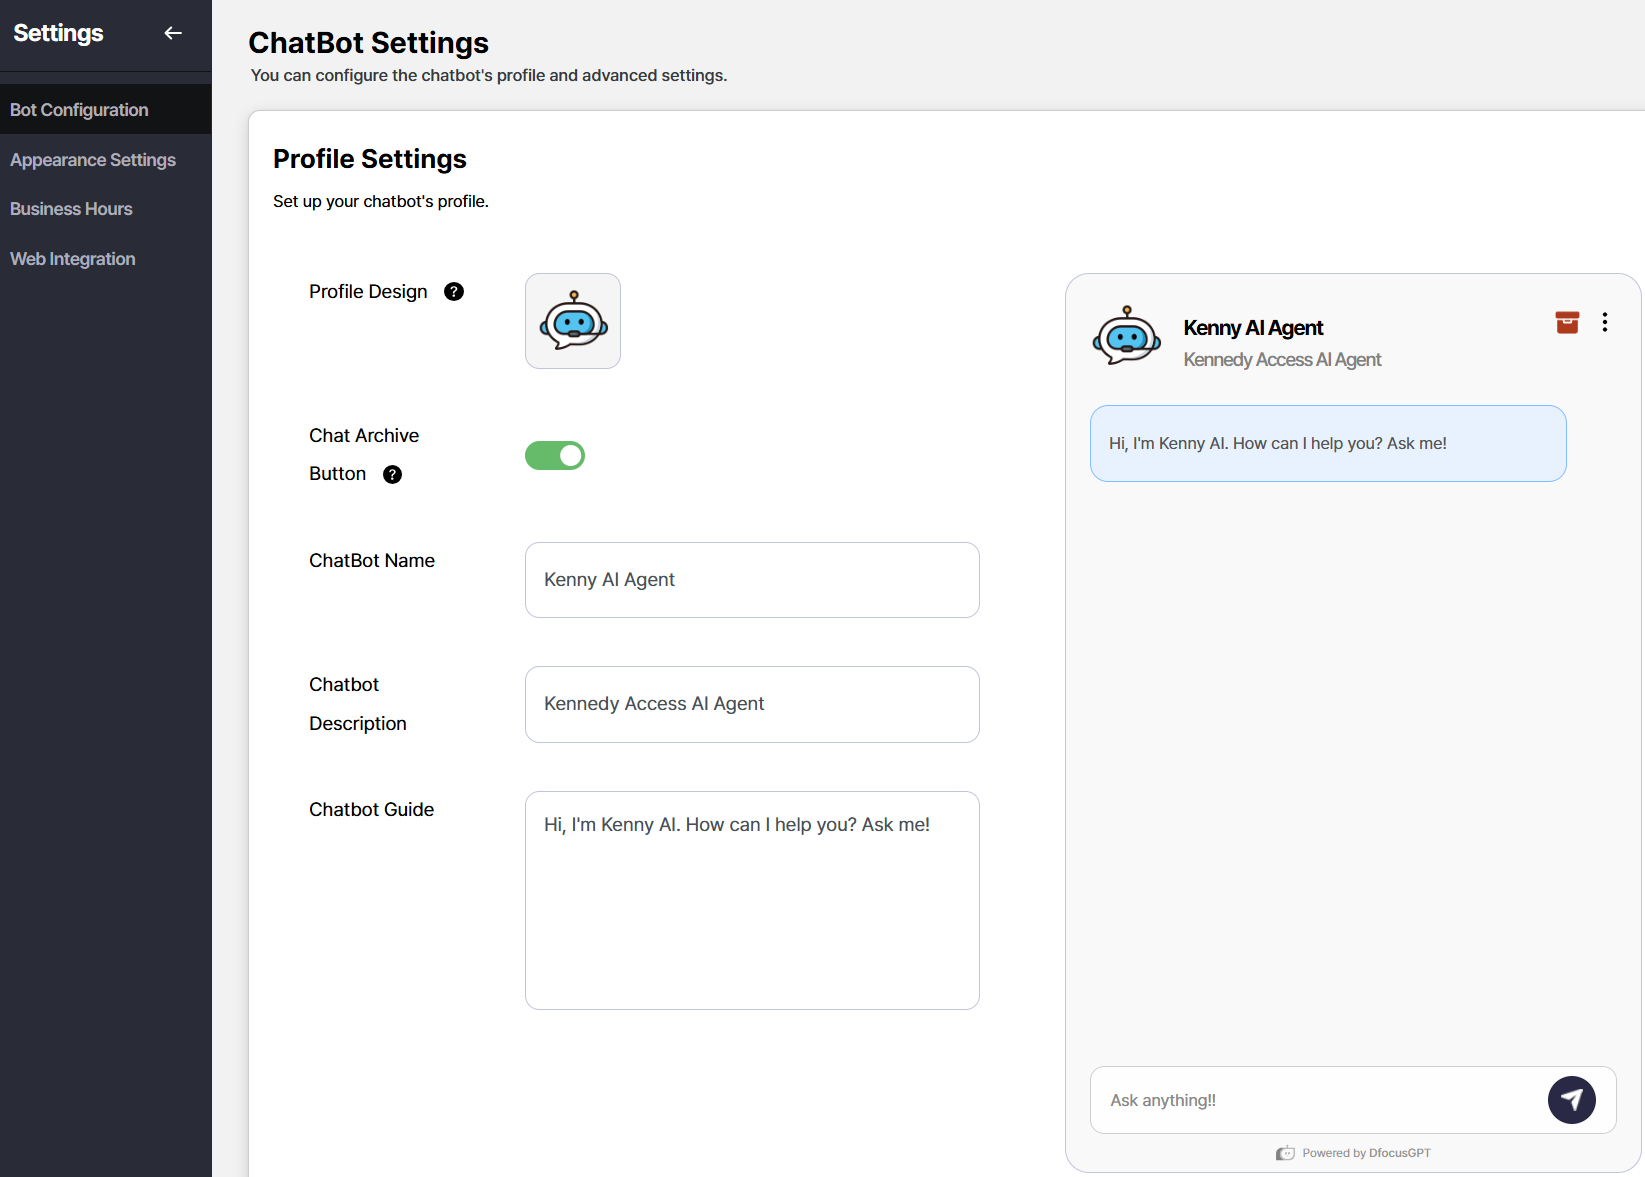 Settings
Bot Configuration
Appearance Settings
Business Hours
Web Integration
ChatBot Settings
You can configure the chatbot's profile and advanced settings.
Profile Settings
Set up your chatbot's profile.
Profile Design ?
Chat Archive
Button ?
ChatBot Name
Kenny AI Agent
Chatbot
Description
Kennedy Access AI Agent
Chatbot Guide
Hi, I'm Kenny AI. How can I help you? Ask me!
Kenny AI Agent
Kennedy Access AI Agent
Hi, I'm Kenny AI. How can I help you? Ask me!
Ask anything!!
Powered by DfocusGPT